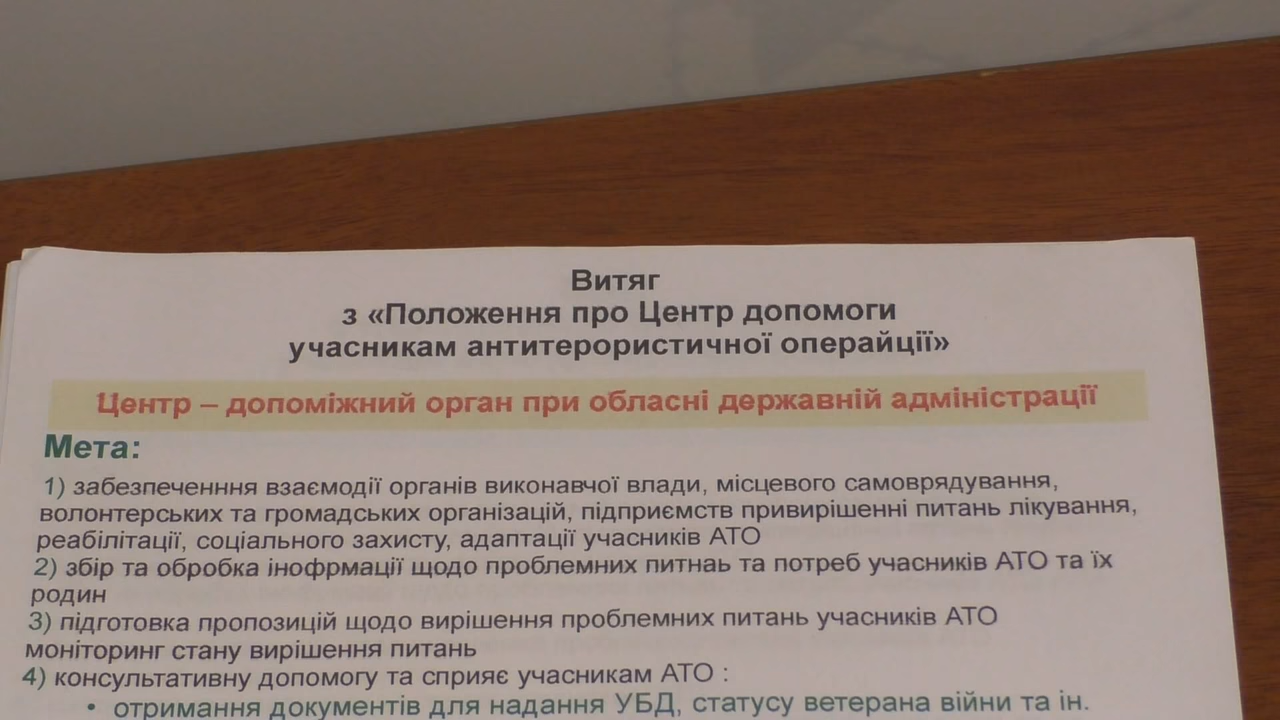 Витяг
з «Положення про Центр допомоги
учасникам антитерористичної операйції»
Центр – допоміжний орган при обласні державній адміністрації
Мета:
1) забезпеченння взаємодії органів виконавчої влади, місцевого самоврядування,
волонтерських та громадських організацій, підприємств привирішенні питань лікування,
реабілітації, соціального захисту, адаптації учасників АТО
2) збір та обробка інофрмації щодо проблемних питнаь та потреб учасників АТО та їх
родин
3) підготовка пропозицій щодо вирішення проблемних питань учасників АТО
моніторинг стану вирішення питань
4) консультативну допомогу та сприяє учасникам АТО :
• отримання документів для надання УБД, статусу ветерана війни та ін.